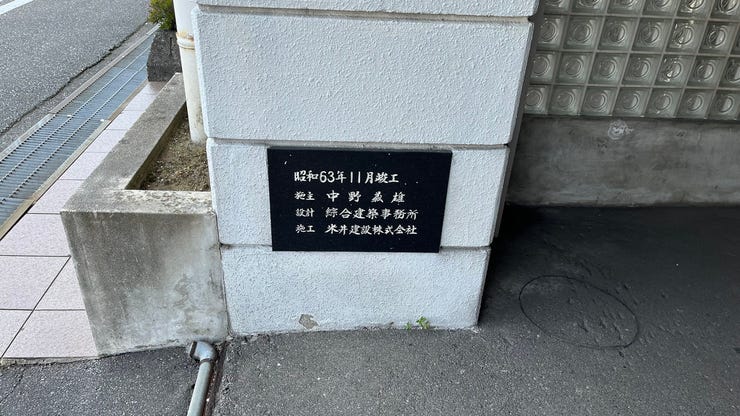 昭和63年11月竣工
施主 中野蒸雄
設計 綜合建築事務所
施工 米井建設株式会社